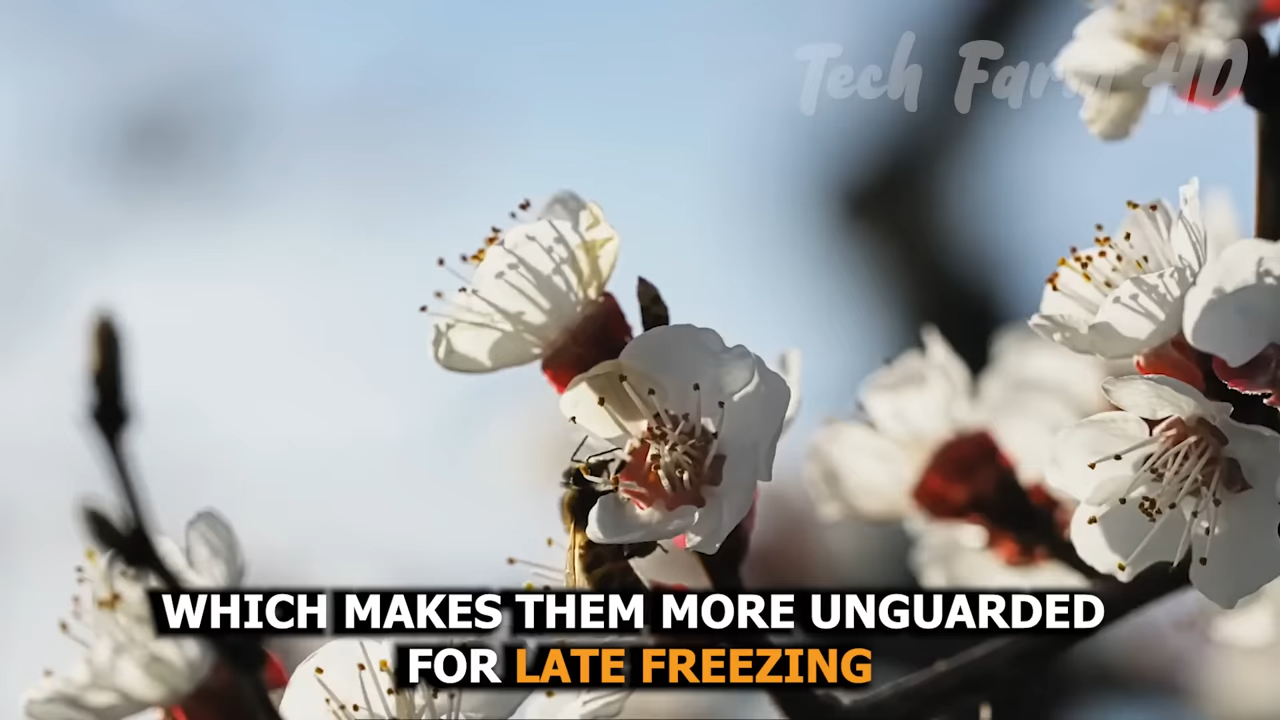 Tech Farm HD
WHICH MAKES THEM MORE UNGUARDED
FOR LATE FREEZING